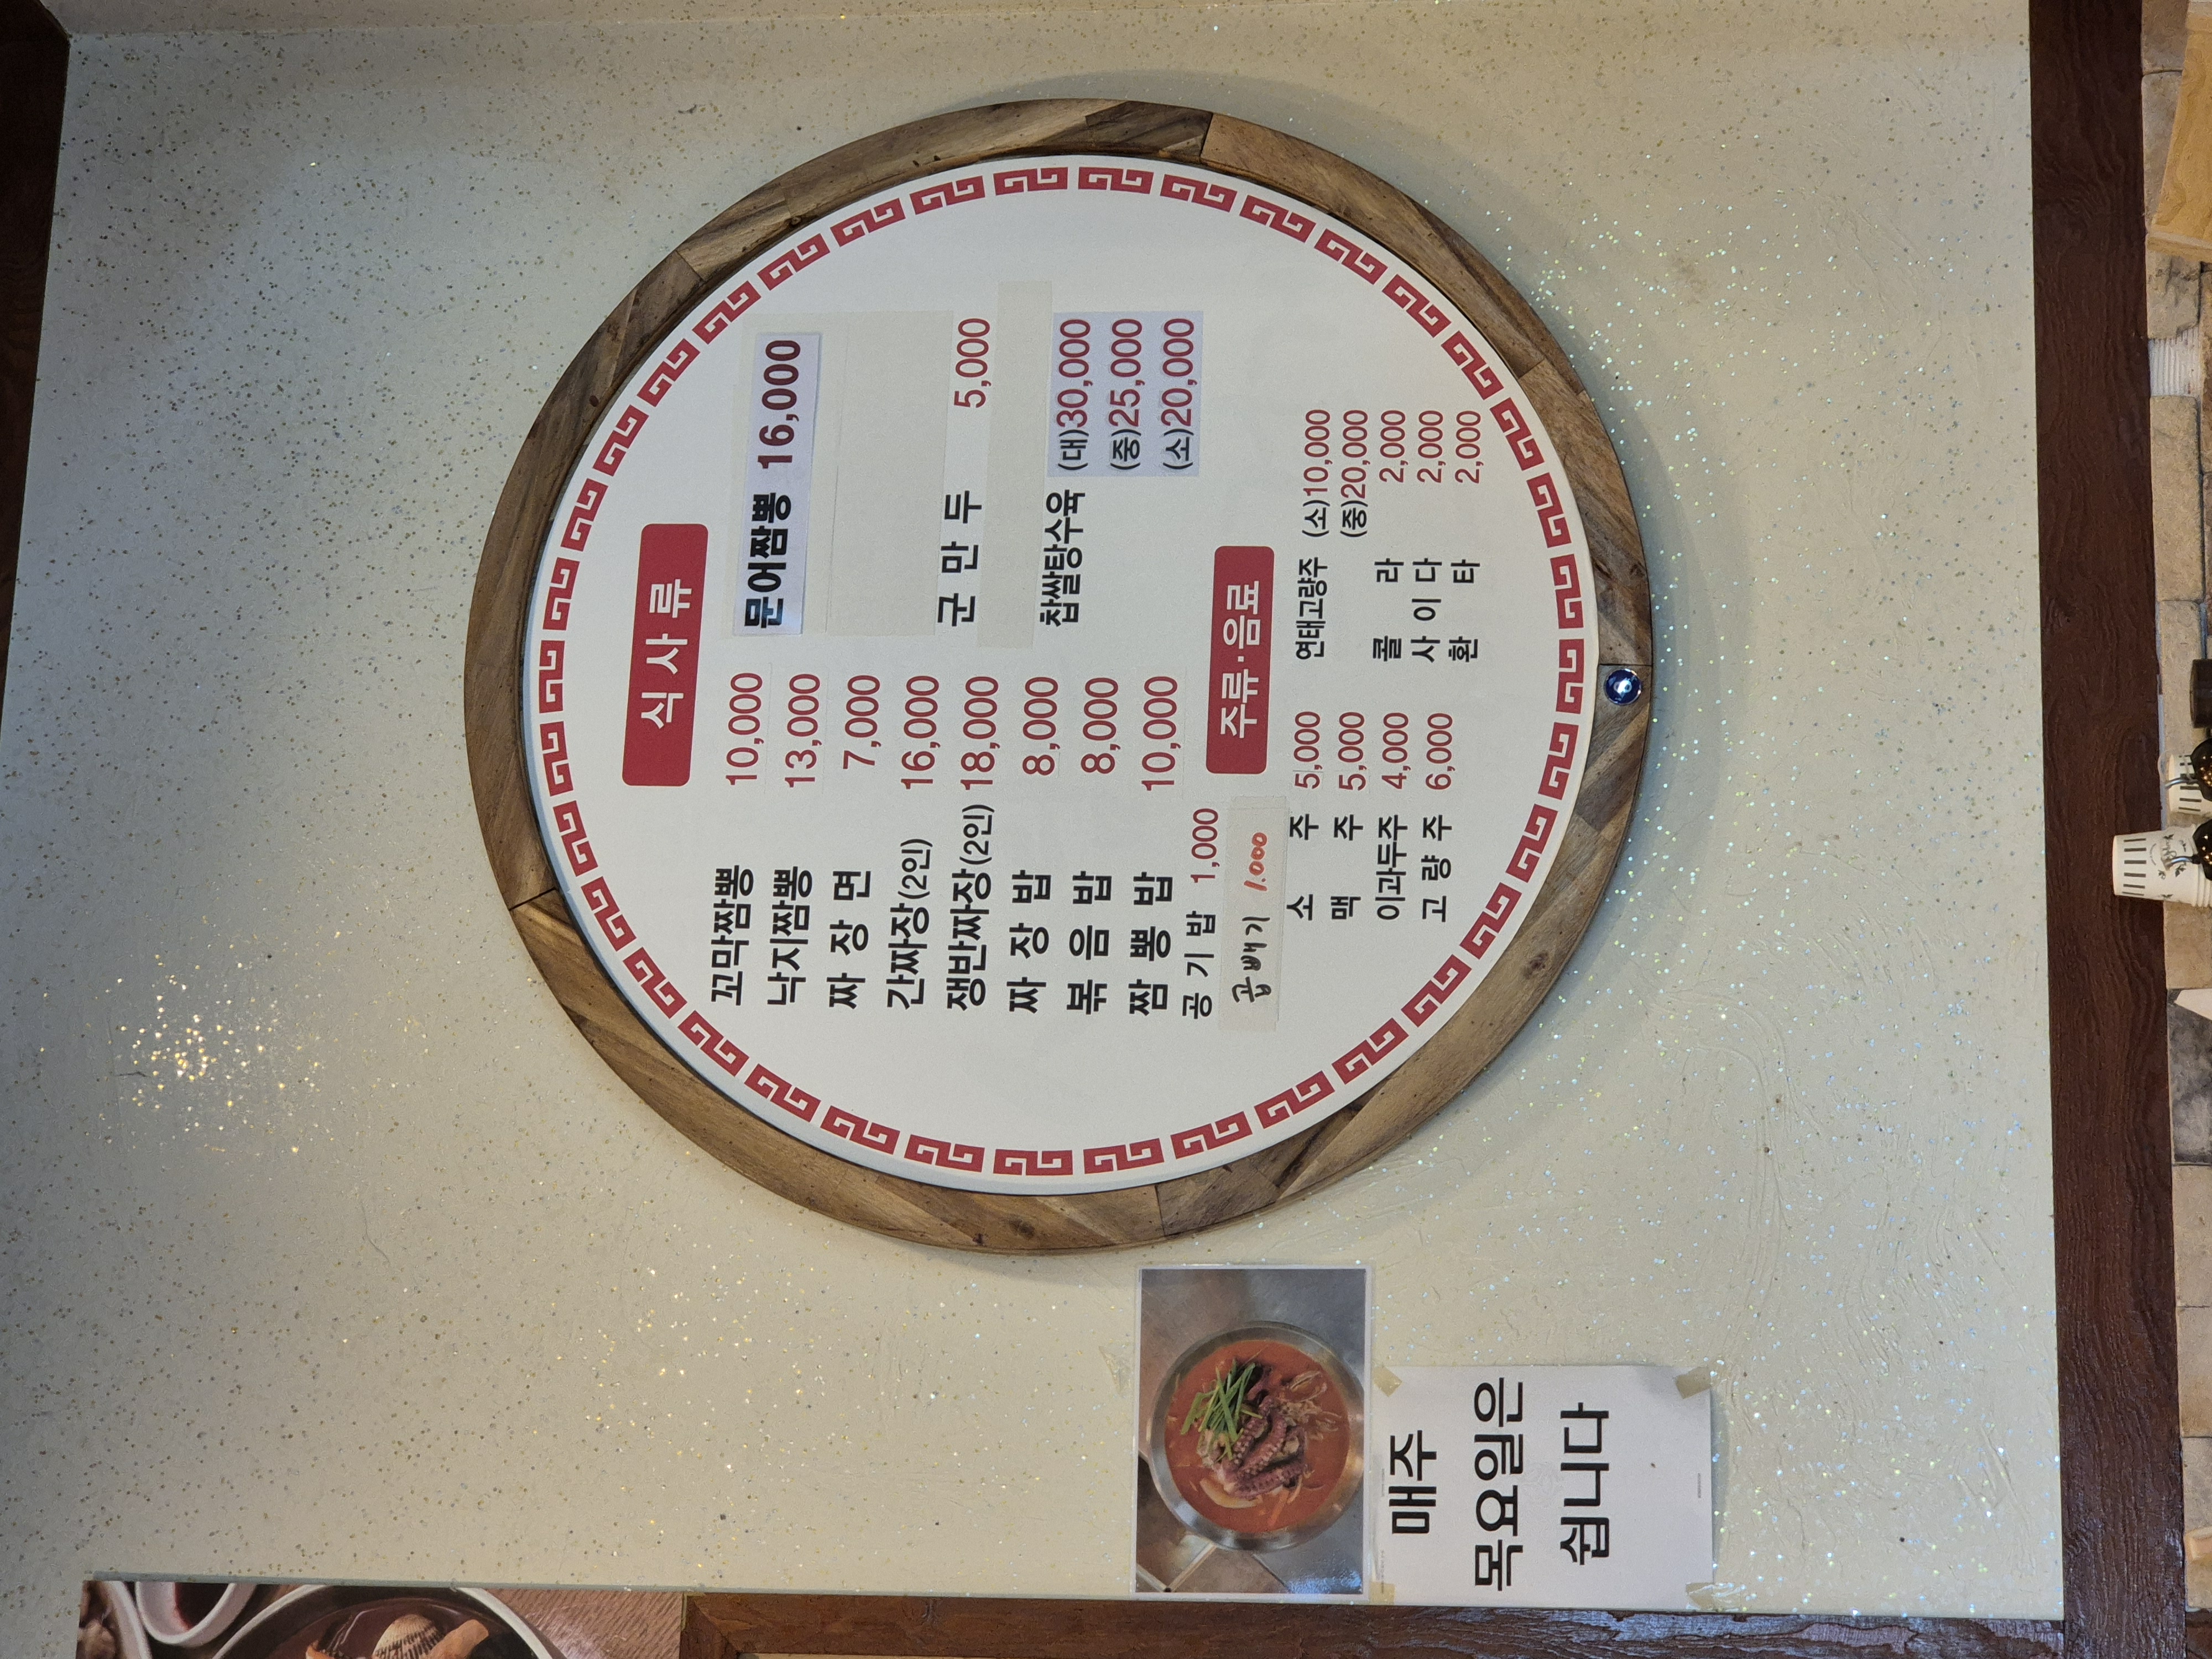 식사류
꼬막짬뽕 10,000
낙지짬뽕 13,000
짜장면 7,000
간짜장(2인) 16,000
쟁반짜장(2인) 18,000
짜장밥 8,000
볶음밥 8,000
짬뽕밥 10,000
공기밥 1,000
곱빼기 1,000
문어짬뽕 16,000
군만두 5,000
찹쌀탕수육 (대)30,000
(중)25,000
(소)20,000
주류·음료
소주 5,000
맥주 5,000
이과두주 4,000
고량주 6,000
연태고량주 (소)10,000
(중)20,000
콜라 2,000
사이다 2,000
환타 2,000
매주
목요일은
쉽니다